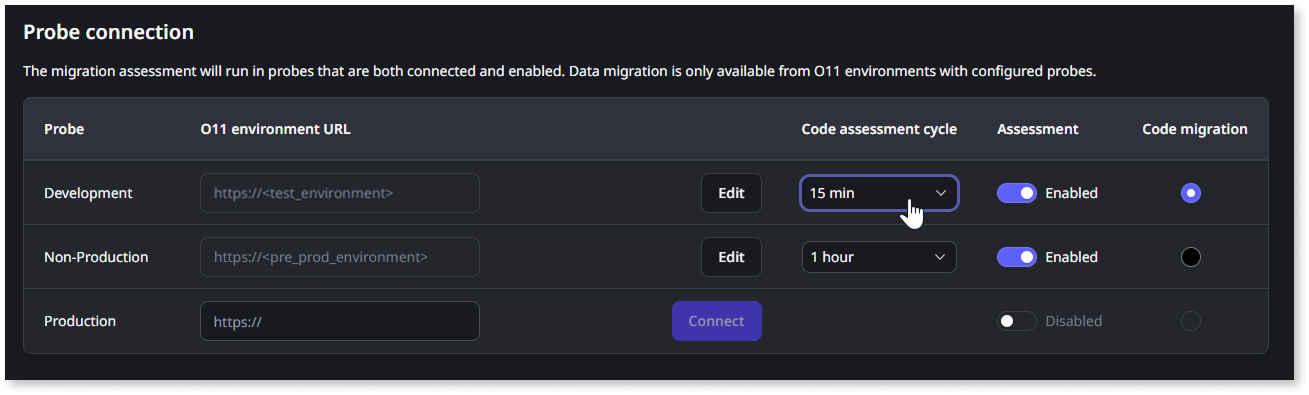 Probe connection
The migration assessment will run in probes that are both connected and enabled. Data migration is only available from O11 environments with configured probes.
Probe O11 environment URL Code assessment cycle Assessment Code migration
Development https://<test_environment> Edit 15 min Enabled
Non-Production https://<pre_prod_environment> Edit 1 hour Enabled
Production https:// Connect Disabled